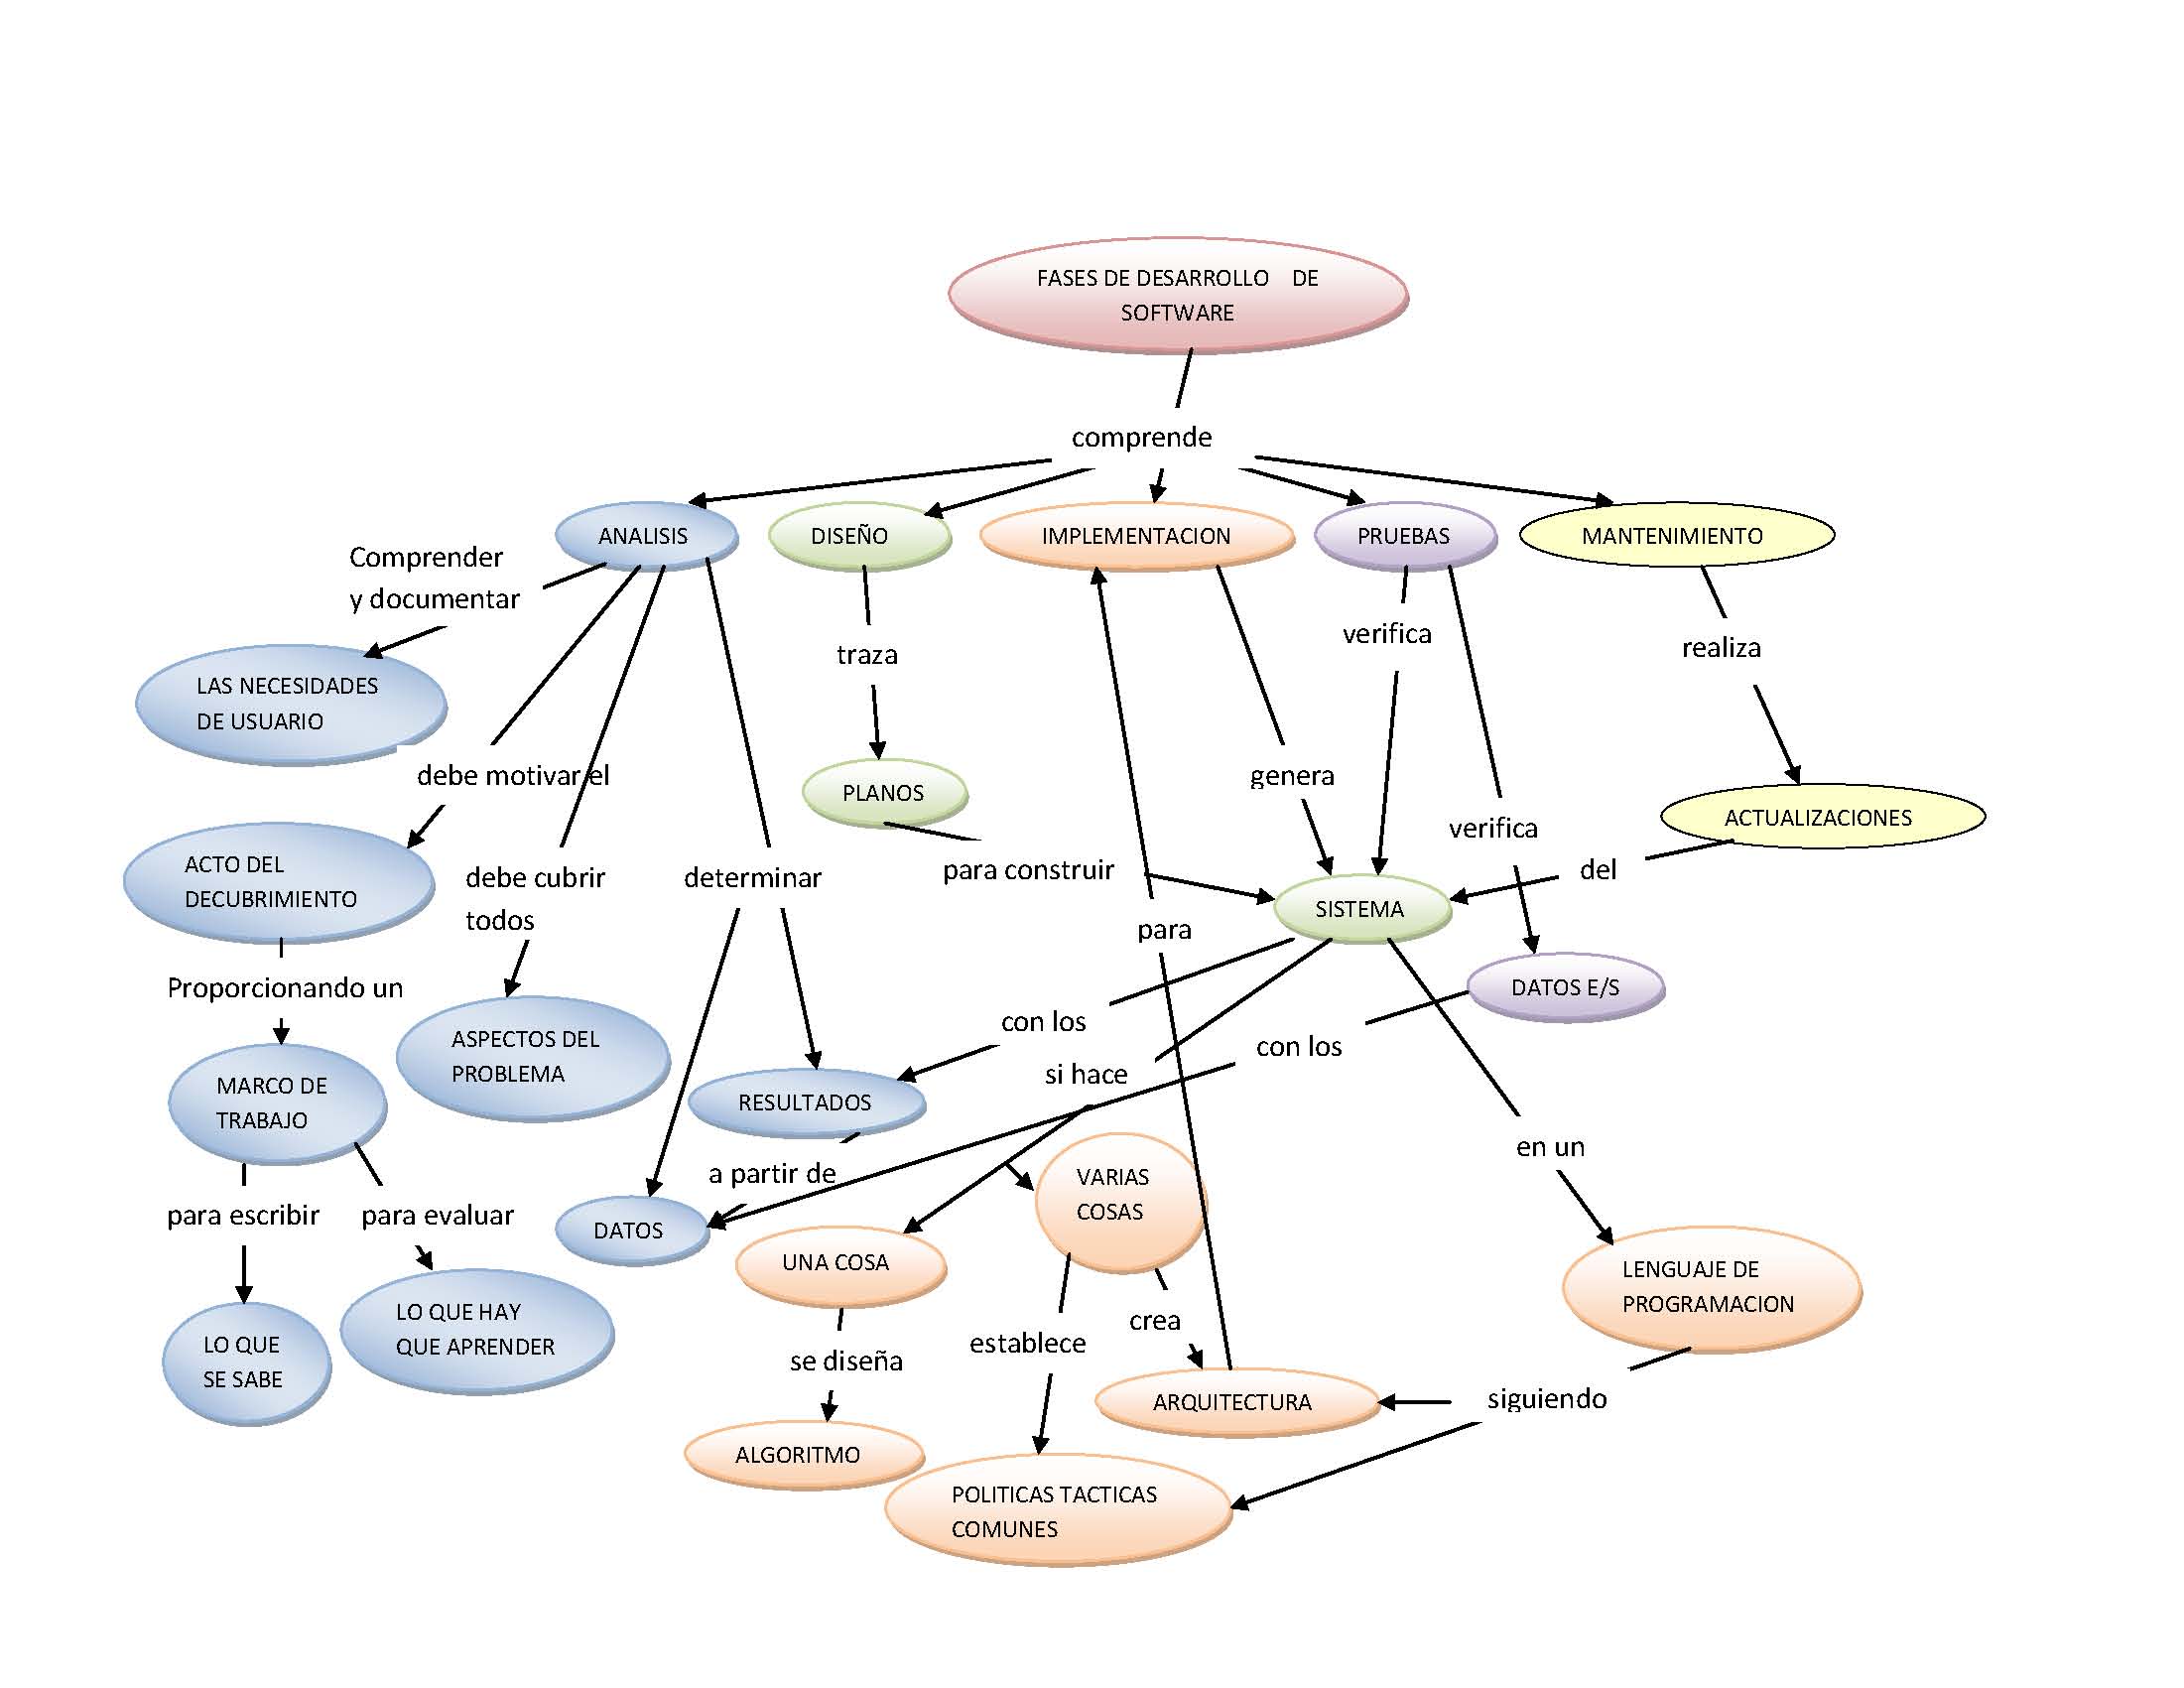 FASES DE DESARROLLO DE
SOFTWARE
comprende
ANALISIS
DISEÑO
IMPLEMENTACION
PRUEBAS
MANTENIMIENTO
Comprender
y documentar
traza
verifica
realiza
LAS NECESIDADES
DE USUARIO
debe motivar el
PLANOS
genera
verifica
ACTUALIZACIONES
ACTO DEL
DECUBRIMIENTO
debe cubrir
todos
determinar
para construir
del
SISTEMA
para
Proporcionando un
DATOS E/S
con los
con los
ASPECTOS DEL
PROBLEMA
MARCO DE
TRABAJO
RESULTADOS
si hace
en un
a partir de
VARIAS
COSAS
para escribir
para evaluar
DATOS
UNA COSA
LENGUAJE DE
PROGRAMACION
LO QUE
SE SABE
LO QUE HAY
QUE APRENDER
se diseña
establece
crea
ARQUITECTURA
siguiendo
ALGORITMO
POLITICAS TACTICAS
COMUNES